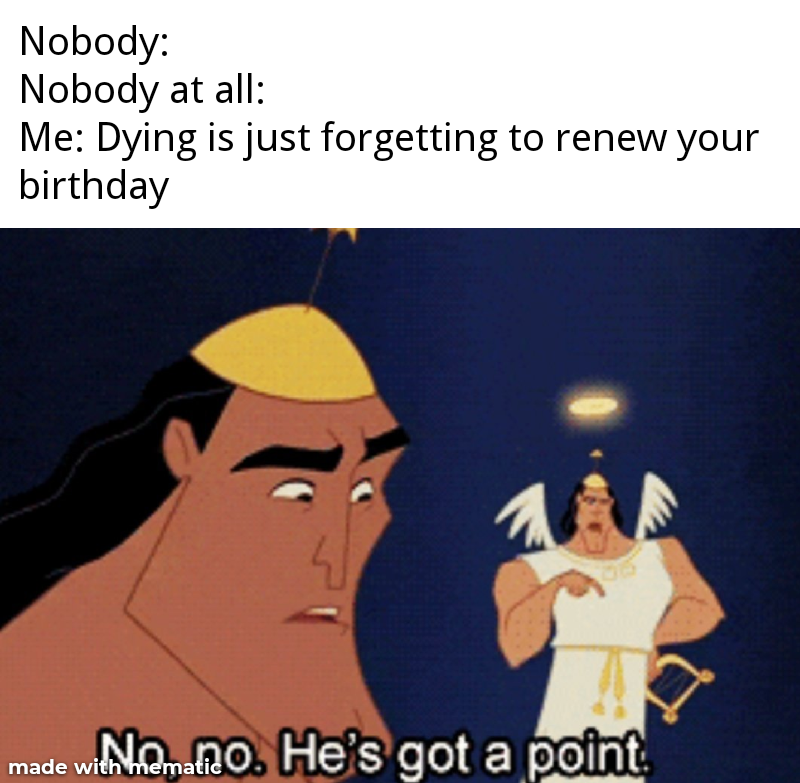 Nobody:
Nobody at all:
Me: Dying is just forgetting to renew your
birthday
No, no. He's got a point.
made with mematic